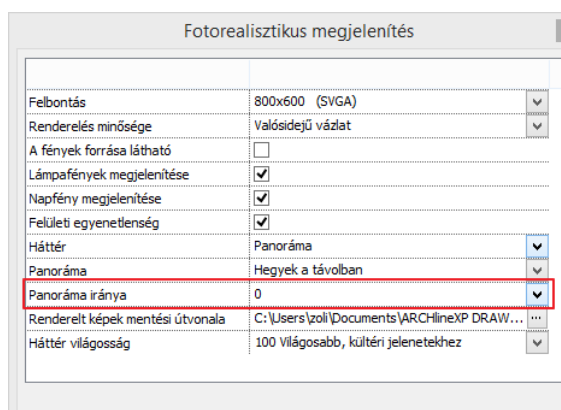 Fotorealisztikus megjelenítés
Felbontás 800x600 (SVGA)
Renderelés minősége Valósidejű vázlat
A fények forrása látható
Lámpafények megjelenítése
Napfény megjelenítése
Felületi egyenetlenség
Háttér Panoráma
Panoráma Hegyek a távolban
Panoráma iránya 0
Renderelt képek mentési útvonala C:\Users\zoli\Documents\ARCHlineXP DRAW... ...
Háttér világosság 100 Világosabb, kültéri jelenetekhez